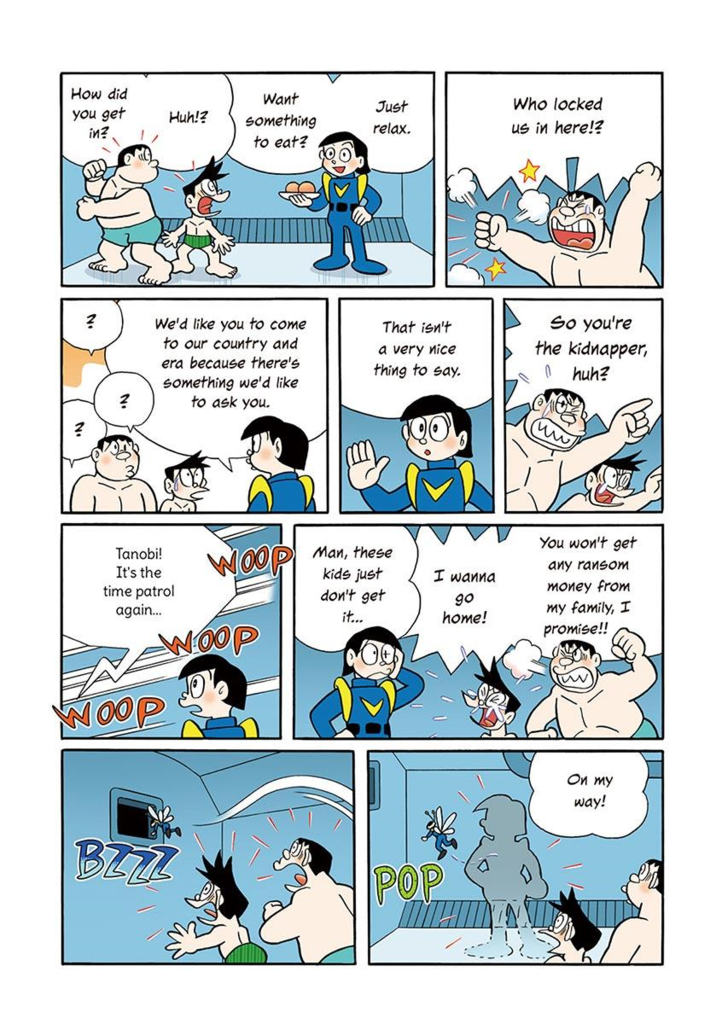 Who locked
us in here!?
Just
relax.
Want
something
to eat?
Huh!?
How did
you get
in?
So you're
the kidnapper,
huh?
That isn't
a very nice
thing to say.
We'd like you to come
to our country and
era because there's
something we'd like
to ask you.
?
?
?
You won't get
any ransom
money from
my family, I
promise!!
I wanna
go
home!
Man, these
kids just
don't get
it...
WOOP
WOOP
WOOP
Tanobi!
It's the
time patrol
again...
On my
way!
POP
BZZZ